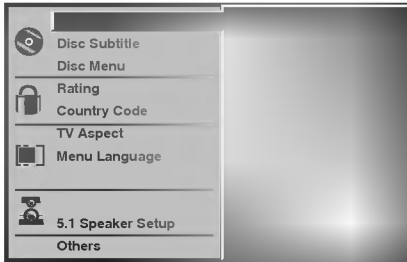 Disc Subtitle
Disc Menu
Rating
Country Code
TV Aspect
Menu Language
5.1 Speaker Setup
Others